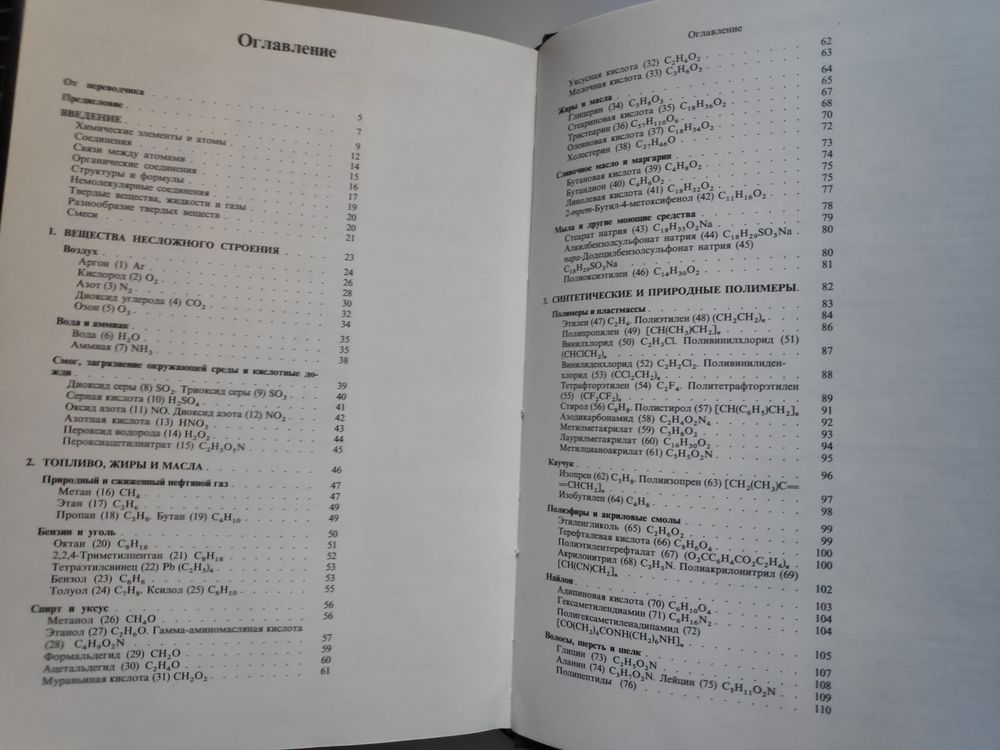 Оглавление
От переводчика 5
Предисловие 7
ВВЕДЕНИЕ 9
Химические элементы и атомы 12
Соединения 14
Связи между атомами 15
Органические соединения 16
Структуры и формулы 17
Немолекулярные соединения 19
Твердые вещества, жидкости и газы 20
Разнообразие твердых веществ 20
Смеси 21
1. ВЕЩЕСТВА НЕСЛОЖНОГО СТРОЕНИЯ 23
Воздух 24
Аргон (1) Ar 26
Кислород (2) O₂ 28
Азот (3) N₂ 30
Диоксид углерода (4) CO₂ 32
Озон (5) O₃ 34
Вода и аммиак 35
Вода (6) H₂O 35
Аммиак (7) NH₃ 38
Смог, загрязнение окружающей среды и кислотные до-
жди 39
Диоксид серы (8) SO₂. Триоксид серы (9) SO₃ 40
Серная кислота (10) H₂SO₄ 41
Оксид азота (11) NO. Диоксид азота (12) NO₂ 42
Азотная кислота (13) HNO₃ 43
Пероксид водорода (14) H₂O₂ 44
Пероксиацетилнитрат (15) C₂H₃O₅N 45
2. ТОПЛИВО, ЖИРЫ И МАСЛА 46
Природный и сжиженный нефтяной газ 47
Метан (16) CH₄ 47
Этан (17) C₂H₆ 49
Пропан (18) C₃H₈. Бутан (19) C₄H₁₀ 49
Бензин и уголь 50
Октан (20) C₈H₁₈ 51
2,2,4-Триметилпентан (21) C₈H₁₈ 52
Тетраэтилсвинец (22) Pb (C₂H₅)₄ 53
Бензол (23) C₆H₆ 53
Толуол (24) C₇H₈. Ксилол (25) C₈H₁₀ 55
Спирт и уксус 56
Метанол (26) CH₄O 56
Этанол (27) C₂H₆O. Гамма-аминомасляная кислота
(28) C₄H₉O₂N 57
Формальдегид (29) CH₂O 59
Ацетальдегид (30) C₂H₄O 60
Муравьиная кислота (31) CH₂O₂ 61
Оглавление
Уксусная кислота (32) C₂H₄O₂ 62
Молочная кислота (33) C₃H₆O₃ 63
Жиры и масла 64
Глицерин (34) C₃H₈O₃ 65
Стеариновая кислота (35) C₁₈H₃₆O₂ 67
Тристеарин (36) C₅₇H₁₁₀O₆ 68
Олеиновая кислота (37) C₁₈H₃₄O₂ 70
Холестерин (38) C₂₇H₄₆O 72
Сливочное масло и маргарин 73
Бутановая кислота (39) C₄H₈O₂ 74
Бутандион (40) C₄H₆O₂ 75
Линолевая кислота (41) C₁₈H₃₂O₂ 75
2-трет-Бутил-4-метоксифенол (42) C₁₁H₁₆O₂ 77
Мыла и другие моющие средства 78
Стеарат натрия (43) C₁₈H₃₅O₂Na 79
Алкилбензолсульфонат натрия (44) C₁₈H₂₉SO₃Na 80
пара-Додецилбензолсульфонат натрия (45)
C₁₈H₂₉SO₃Na 80
Полиоксиэтилен (46) C₁₄H₃₀O₂ 81
3. СИНТЕТИЧЕСКИЕ И ПРИРОДНЫЕ ПОЛИМЕРЫ. 82
Полимеры и пластмассы 83
Этилен (47) C₂H₄. Полиэтилен (48) (CH₂CH₂)ₙ 84
Полипропилен (49) [CH(CH₃)CH₂]ₙ 86
Винилхлорид (50) C₂H₃Cl Поливинилхлорид (51)
(CHClCH₂)ₙ 87
Винилиденхлорид (52) C₂H₂Cl₂. Поливинилиден-
хлорид (53) (CCl₂CH₂)ₙ 88
Тетрафторэтилен (54) C₂F₄. Политетрафторэтилен
(55) (CF₂CF₂)ₙ 89
Стирол (56) C₈H₈. Полистирол (57) [CH(C₆H₅)CH₂]ₙ 91
Азодикарбонамид (58) C₂H₄O₂N₄ 92
Метилметакрилат (59) C₅H₈O₂ 93
Лаурилметакрилат (60) C₁₆H₃₀O₂ 94
Метилцианоакрилат (61) C₅H₅O₂N 95
Каучук 96
Изопрен (62) C₅H₈. Полиизопрен (63) [CH₂(CH₃)C=
=CHCH₂]ₙ 97
Изобутилен (64) C₄H₈ 98
Полиэфиры и акриловые смолы 99
Этиленгликоль (65) C₂H₆O₂ 99
Терефталевая кислота (66) C₈H₆O₄ 100
Полиэтилентерефталат (67) (O₂CC₆H₄CO₂C₂H₄)ₙ 100
Акрилонитрил (68) C₃H₃N. Полиакрилонитрил (69)
[CH(CN)CH₂]ₙ 102
Найлон 103
Адипиновая кислота (70) C₆H₁₀O₄ 104
Гексаметилендиамин (71) C₆H₁₆N₂ 104
Полигексаметиленадипамид (72)
[CO(CH₂)₄CONH(CH₂)₆NH]ₙ 105
Волосы, шерсть и шелк 107
Глицин (73) C₂H₅O₂N 108
Аланин (74) C₃H₇O₂N. Лейцин (75) C₅H₁₁O₂N 109
Полипептиды (76) 110